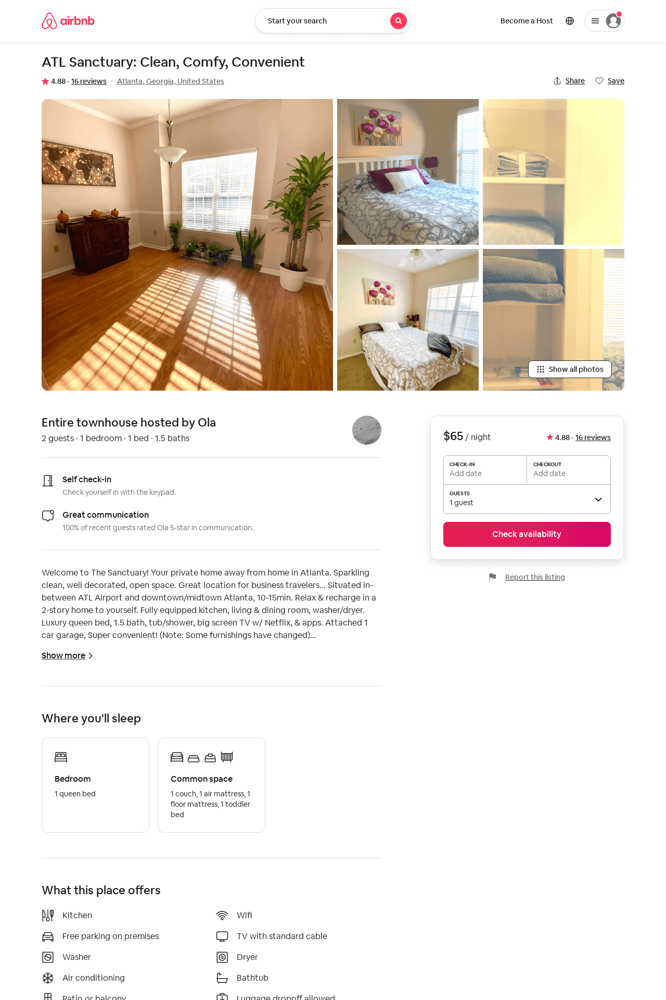 airbnb
Start your search
Become a Host
ATL Sanctuary: Clean, Comfy, Convenient
4.88 · 16 reviews · Atlanta, Georgia, United States
Share
Save
Show all photos
Entire townhouse hosted by Ola
2 guests · 1 bedroom · 1 bed · 1.5 baths
Self check-in
Check yourself in with the keypad.
Great communication
100% of recent guests rated Ola 5-star in communication.
Welcome to The Sanctuary! Your private home away from home in Atlanta. Sparkling
clean, well decorated, open space. Great location for business travelers... Situated in-
between ATL Airport and downtown/midtown Atlanta, 10-15min. Relax & recharge in a
2-story home to yourself. Fully equipped kitchen, living & dining room, washer/dryer.
Luxury queen bed, 1.5 bath, tub/shower, big screen TV w/ Netflix, & apps. Attached 1
car garage, Super convenient! (Note: Some furnishings have changed)...
Show more
$65 / night
4.88 · 16 reviews
CHECK-IN
Add date
CHECKOUT
Add date
GUESTS
1 guest
Check availability
Report this listing
Where you'll sleep
Bedroom
1 queen bed
Common space
1 couch, 1 air mattress, 1
floor mattress, 1 toddler
bed
What this place offers
Kitchen
Wifi
Free parking on premises
TV with standard cable
Washer
Dryer
Air conditioning
Bathtub
Patio or balcony
Luggage dropoff allowed